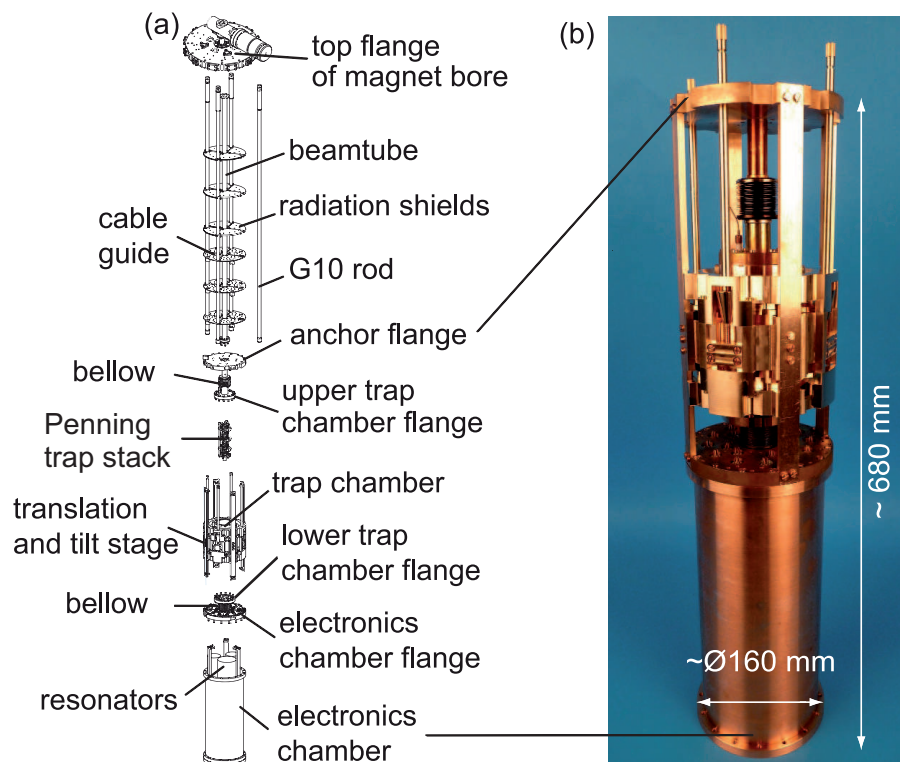 (a)
top flange
of magnet bore
beamtube
radiation shields
cable
guide
G10 rod
anchor flange
bellow
upper trap
chamber flange
Penning
trap stack
trap chamber
translation
and tilt stage
lower trap
chamber flange
bellow
electronics
chamber flange
resonators
electronics
chamber
(b)
~ 680 mm
~Ø160 mm